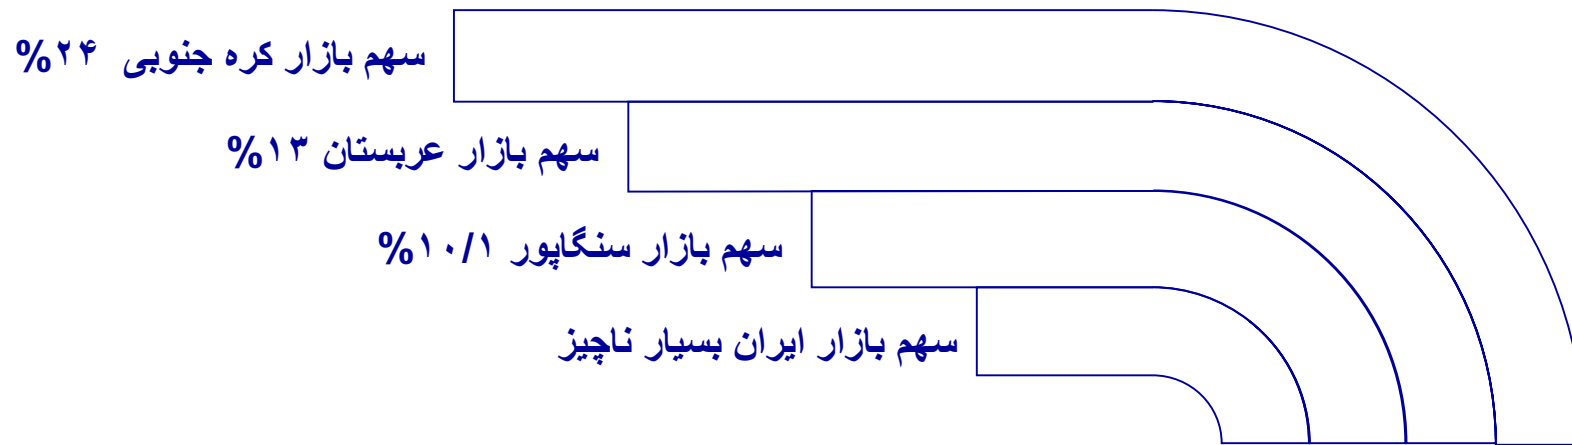 سهم بازار کره جنوبی ۲۴%
سهم بازار عربستان ۱۳%
سهم بازار سنگاپور ۱۰/۱%
سهم بازار ایران بسیار ناچیز